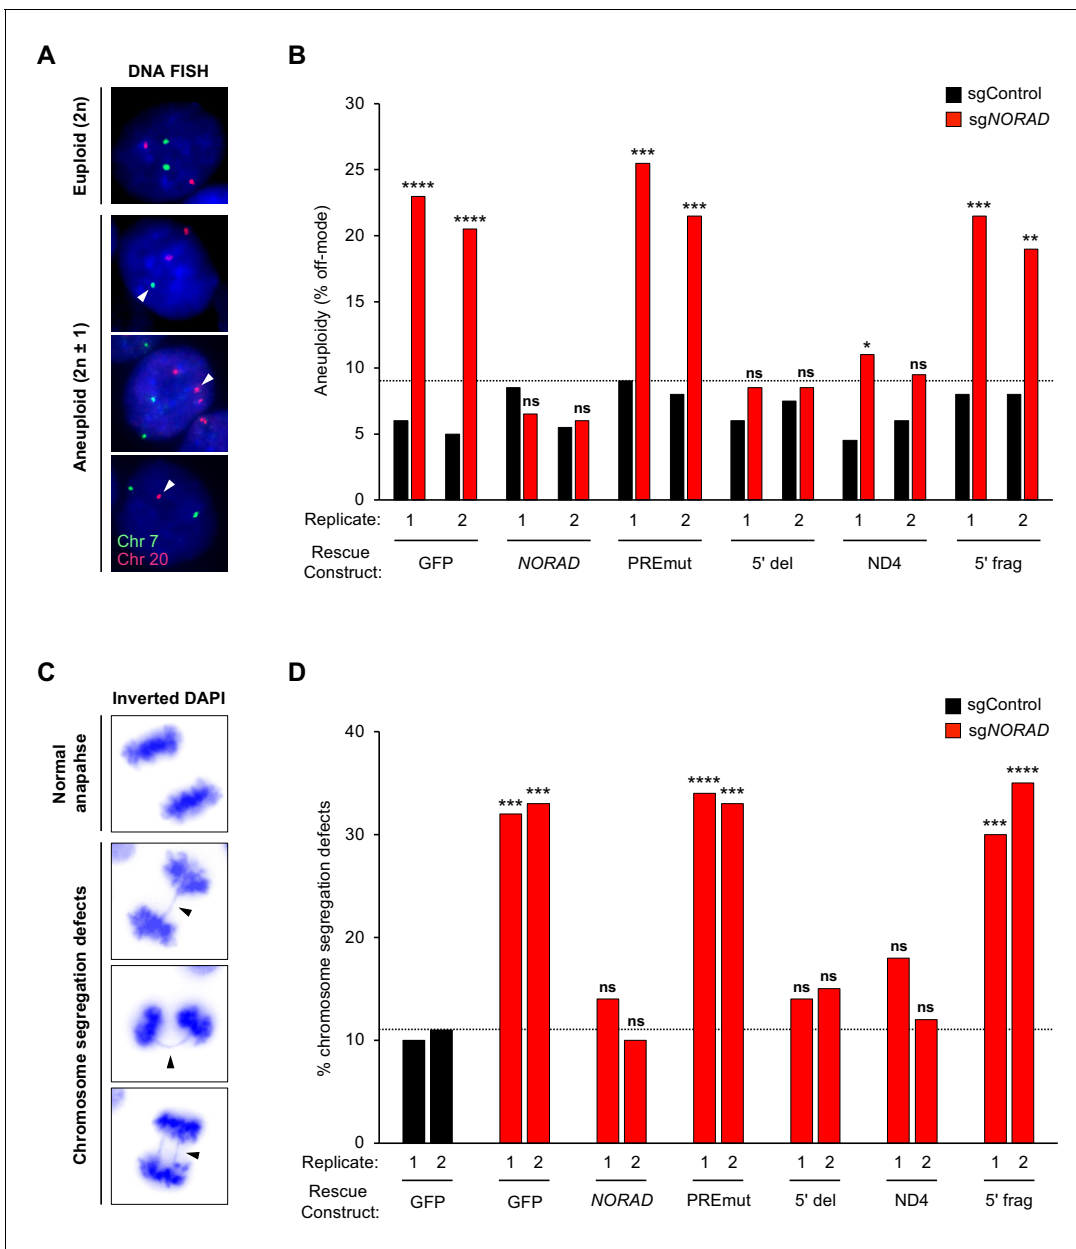 A
DNA FISH
Euploid (2n)
Aneuploid (2n ± 1)
Chr 7
Chr 20
B
sgControl
sgNORAD
Aneuploidy (% off-mode)
30
25
20
15
10
5
0
**** **** ns ns *** *** ns ns * ns *** **
Replicate: 1 2 1 2 1 2 1 2 1 2 1 2
Rescue
Construct: GFP NORAD PREmut 5' del ND4 5' frag
C
Inverted DAPI
Normal
anapahse
Chromosome segregation defects
D
sgControl
sgNORAD
% chromosome segregation defects
40
30
20
10
0
*** *** ns ns **** *** ns ns ns ns *** ****
Replicate: 1 2 1 2 1 2 1 2 1 2 1 2 1 2
Rescue
Construct: GFP GFP NORAD PREmut 5' del ND4 5' frag